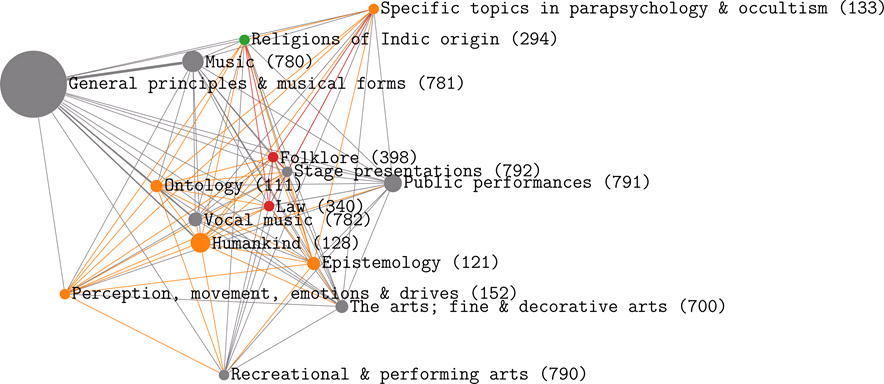 Specific topics in parapsychology & occultism (133)
Religions of Indic origin (294)
Music (780)
General principles & musical forms (781)
Folklore (398)
Stage presentations (792)
Public performances (791)
Ontology (111)
Law (340)
Vocal music (782)
Humankind (128)
Epistemology (121)
Perception, movement, emotions & drives (152)
The arts; fine & decorative arts (700)
Recreational & performing arts (790)